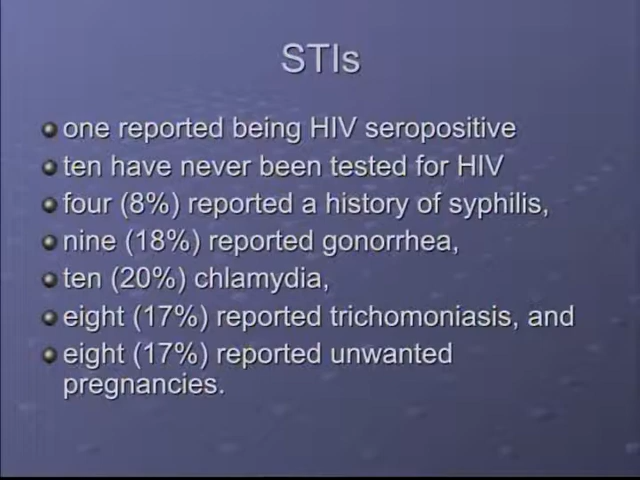 STIs
one reported being HIV seropositive
ten have never been tested for HIV
four (8%) reported a history of syphilis,
nine (18%) reported gonorrhea,
ten (20%) chlamydia,
eight (17%) reported trichomoniasis, and
eight (17%) reported unwanted
pregnancies.